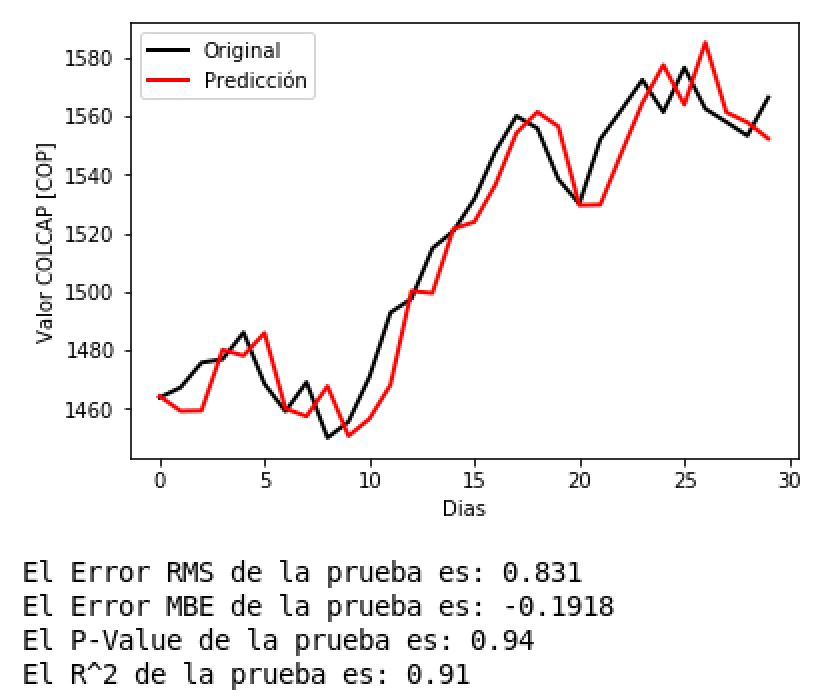 Original
Predicción
Valor COLCAP [COP]
1580
1560
1540
1520
1500
1480
1460
0 5 10 15 20 25 30
Dias
El Error RMS de la prueba es: 0.831
El Error MBE de la prueba es: -0.1918
El P-Value de la prueba es: 0.94
El R^2 de la prueba es: 0.91